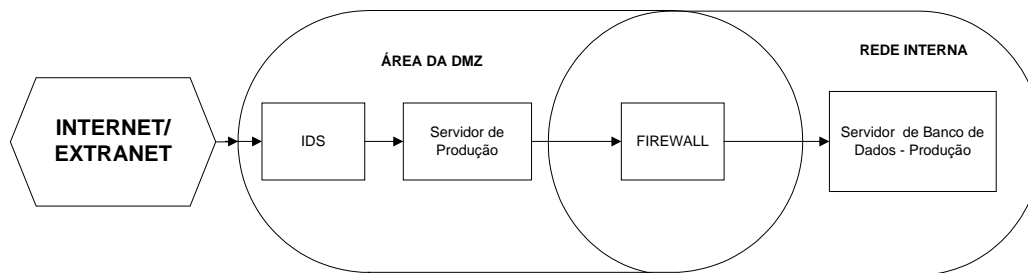 ÁREA DA DMZ
REDE INTERNA
INTERNET/
EXTRANET
IDS
Servidor de
Produção
FIREWALL
Servidor de Banco de
Dados - Produção